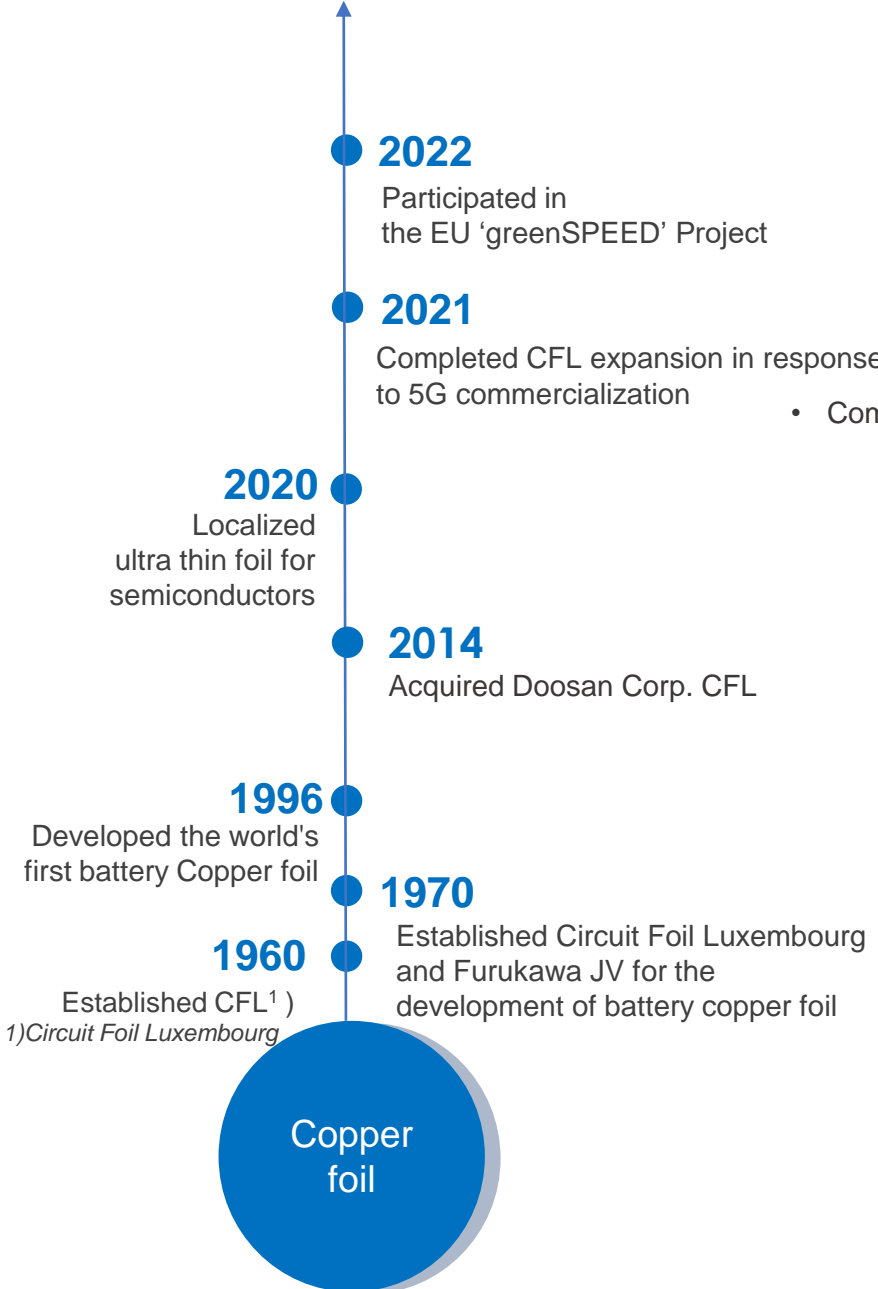 2022
Participated in
the EU ‘greenSPEED’ Project
2021
Completed CFL expansion in response
to 5G commercialization
•
2020
Localized
ultra thin foil for
semiconductors
2014
Acquired Doosan Corp. CFL
1996
Developed the world's
first battery Copper foil
1970
Established Circuit Foil Luxembourg
and Furukawa JV for the
development of battery copper foil
1960
Established CFL¹ )
1)Circuit Foil Luxembourg
Copper
foil